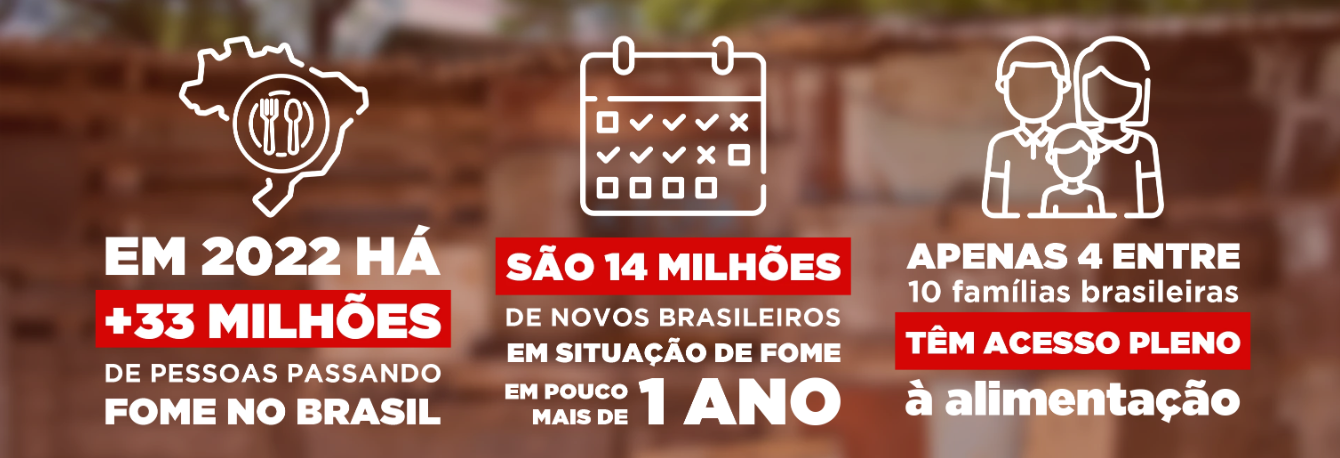 EM 2022 HÁ
+33 MILHÕES
DE PESSOAS PASSANDO
FOME NO BRASIL
SÃO 14 MILHÕES
DE NOVOS BRASILEIROS
EM SITUAÇÃO DE FOME
EM POUCO
MAIS DE 1 ANO
APENAS 4 ENTRE
10 famílias brasileiras
TÊM ACESSO PLENO
à alimentação